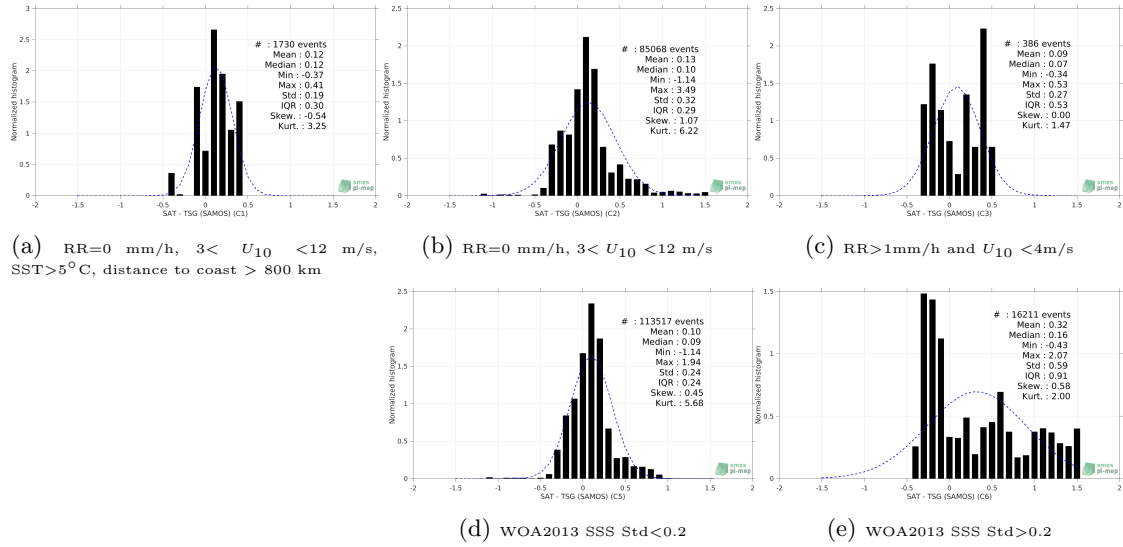 Normalized histogram
3
2.5
2
1.5
1
0.5
0
-2 -1.5 -1 -0.5 0 0.5 1 1.5 2
SAT - TSG (SAMOS) (C1)
# : 1730 events
Mean : 0.12
Median : 0.12
Min : -0.37
Max : 0.41
Std : 0.19
IQR : 0.30
Skew. : -0.54
Kurt. : 3.25
smos
pi-mep
(a) RR=0 mm/h, 3< U10 <12 m/s,
SST>5°C, distance to coast > 800 km
Normalized histogram
2.5
2
1.5
1
0.5
0
-2 -1.5 -1 -0.5 0 0.5 1 1.5 2
SAT - TSG (SAMOS) (C2)
# : 85068 events
Mean : 0.13
Median : 0.10
Min : -1.14
Max : 3.49
Std : 0.32
IQR : 0.29
Skew. : 1.07
Kurt. : 6.22
smos
pi-mep
(b) RR=0 mm/h, 3< U10 <12 m/s
Normalized histogram
2.5
2
1.5
1
0.5
0
-2 -1.5 -1 -0.5 0 0.5 1 1.5 2
SAT - TSG (SAMOS) (C3)
# : 386 events
Mean : 0.09
Median : 0.07
Min : -0.34
Max : 0.53
Std : 0.27
IQR : 0.53
Skew. : 0.00
Kurt. : 1.47
smos
pi-mep
(c) RR>1mm/h and U10 <4m/s
Normalized histogram
2.5
2
1.5
1
0.5
0
-2 -1.5 -1 -0.5 0 0.5 1 1.5 2
SAT - TSG (SAMOS) (C5)
# : 113517 events
Mean : 0.10
Median : 0.09
Min : -1.14
Max : 1.94
Std : 0.24
IQR : 0.24
Skew. : 0.45
Kurt. : 5.68
smos
pi-mep
(d) WOA2013 SSS Std<0.2
Normalized histogram
1.5
1
0.5
0
-2 -1.5 -1 -0.5 0 0.5 1 1.5 2
SAT - TSG (SAMOS) (C6)
# : 16211 events
Mean : 0.32
Median : 0.16
Min : -0.43
Max : 2.07
Std : 0.59
IQR : 0.91
Skew. : 0.58
Kurt. : 2.00
smos
pi-mep
(e) WOA2013 SSS Std>0.2